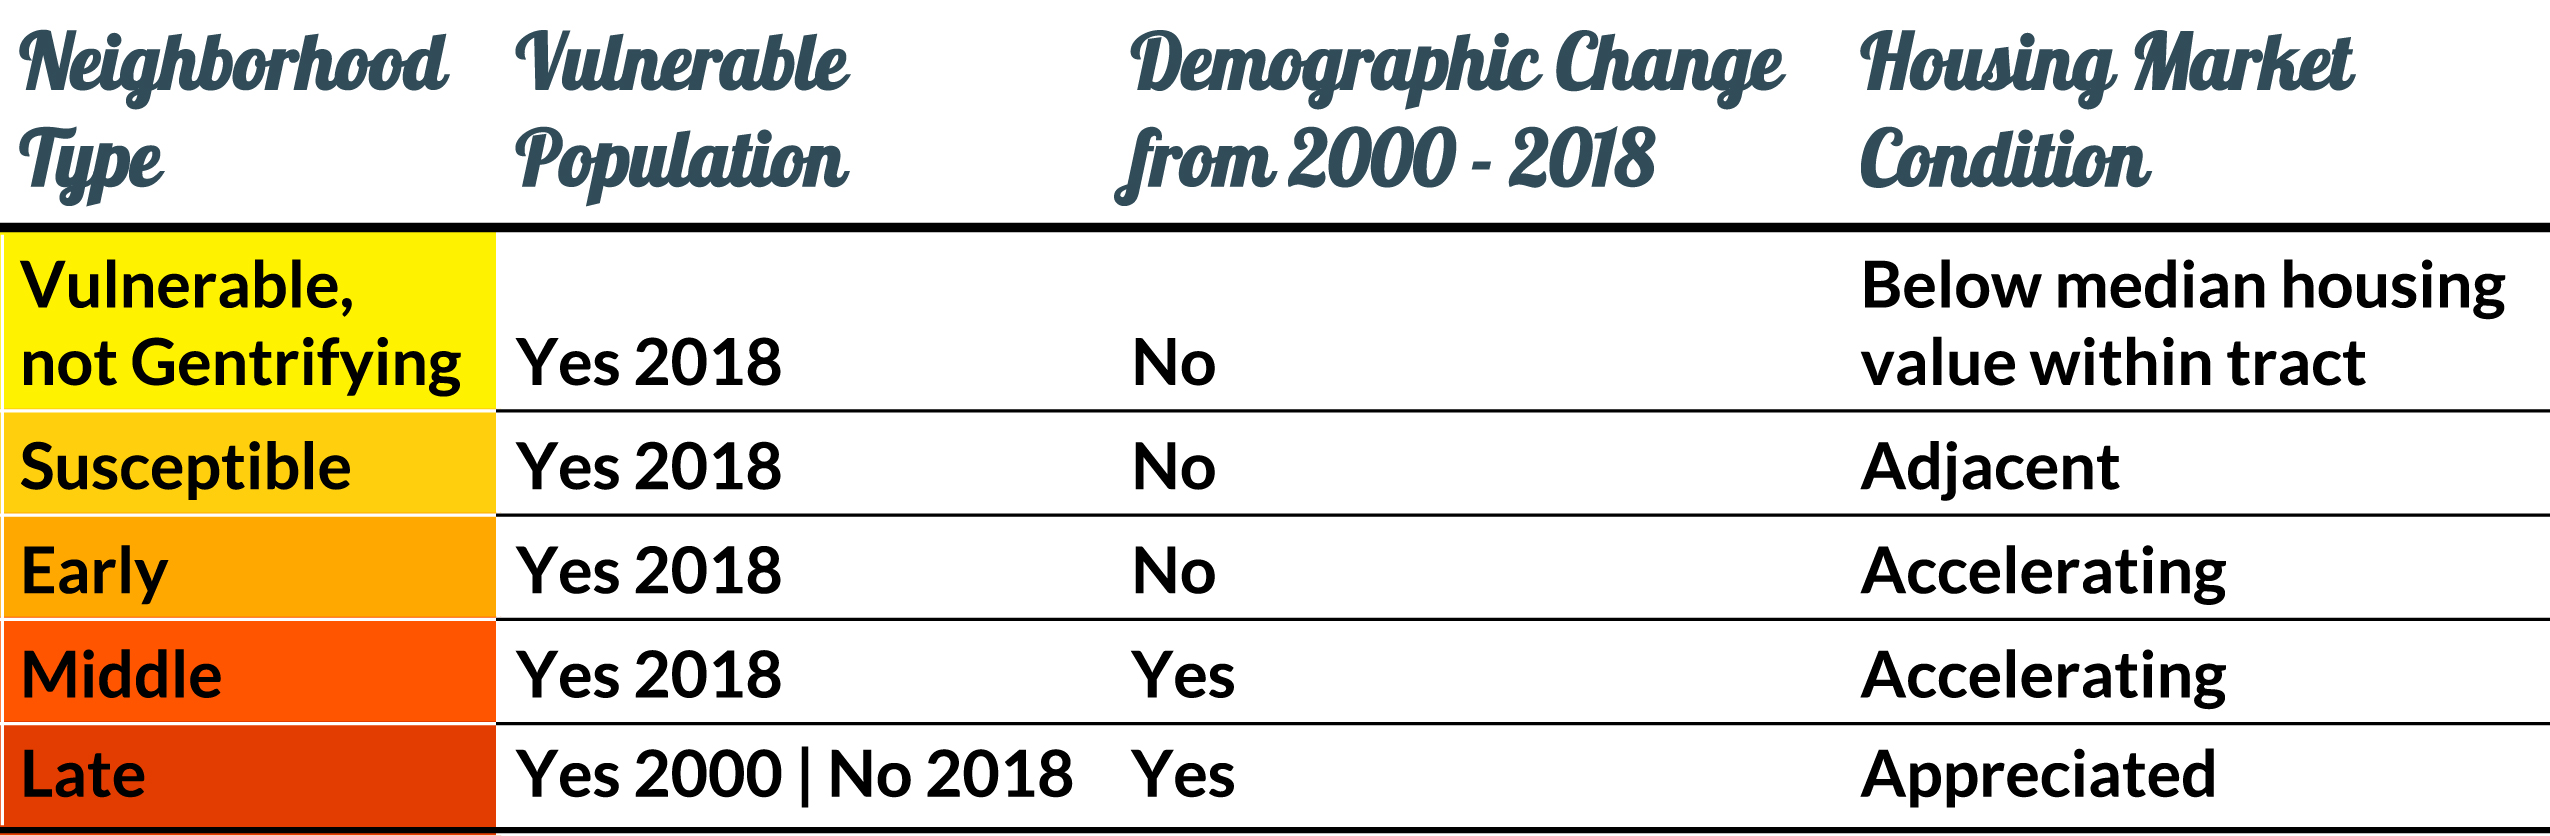 Neighborhood Type
Vulnerable Population
Demographic Change from 2000 - 2018
Housing Market Condition
Vulnerable,
not Gentrifying
Yes 2018
No
Below median housing
value within tract
Susceptible
Yes 2018
No
Adjacent
Early
Yes 2018
No
Accelerating
Middle
Yes 2018
Yes
Accelerating
Late
Yes 2000 | No 2018
Yes
Appreciated